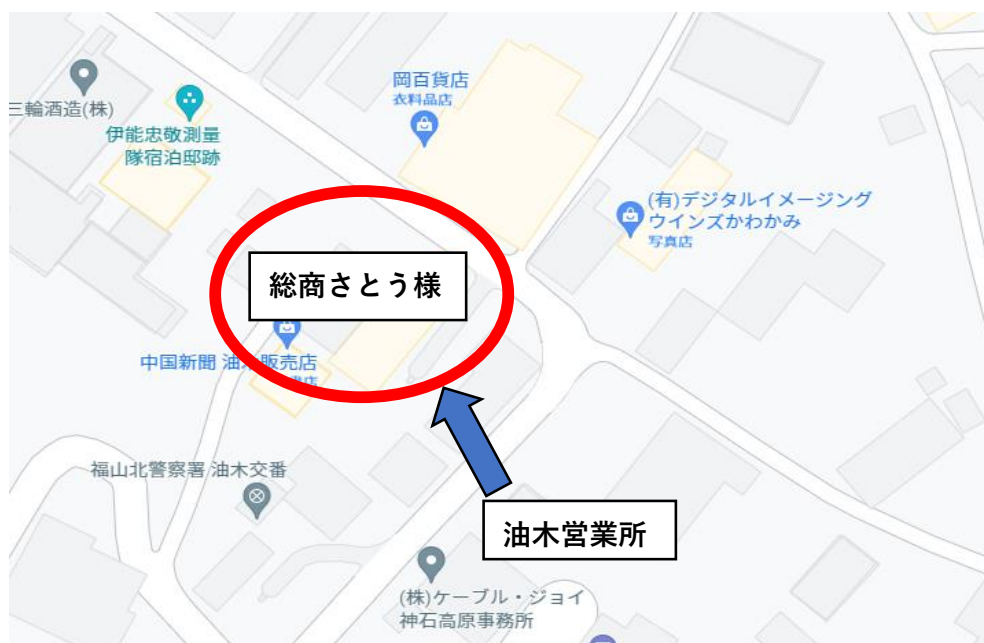 岡百貨店
衣料品店
三輪酒造(株)
伊能忠敬測量
隊宿泊邸跡
(有)デジタルイメージング
ウインズかわかみ
写真店
総商さとう様
中国新聞 油木販売店
書店
福山北警察署 油木交番
油木営業所
(株)ケーブル・ジョイ
神石高原事務所